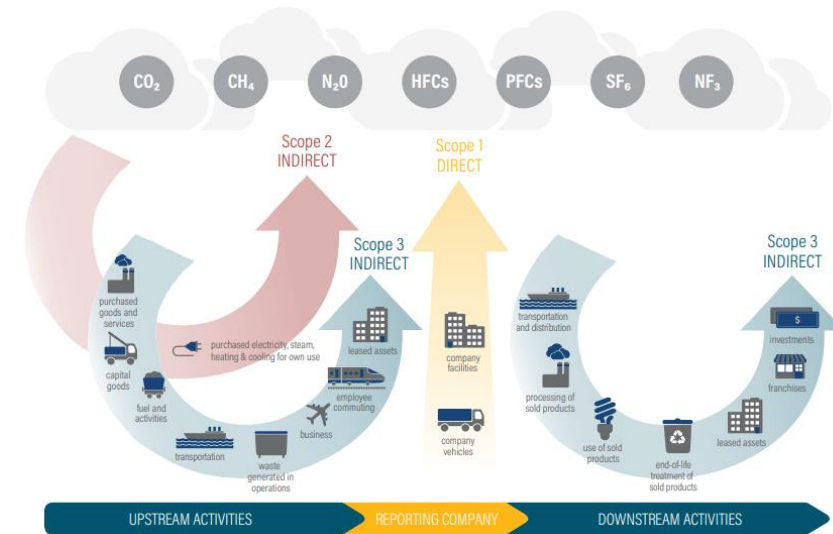 CO₂
CH₄
N₂0
HFCs
PFCs
SF₆
NF₃
Scope 2
INDIRECT
Scope 1
DIRECT
Scope 3
INDIRECT
Scope 3
INDIRECT
purchased
goods and
services
capital
goods
fuel and
activities
purchased electricity, steam,
heating & cooling for own use
transportation
waste
generated in
operations
business
employee
commuting
leased assets
company
facilities
company
vehicles
transportation
and distribution
processing of
sold products
use of sold
products
end-of-life
treatment of
sold products
leased assets
franchises
$
investments
UPSTREAM ACTIVITIES
REPORTING COMPANY
DOWNSTREAM ACTIVITIES